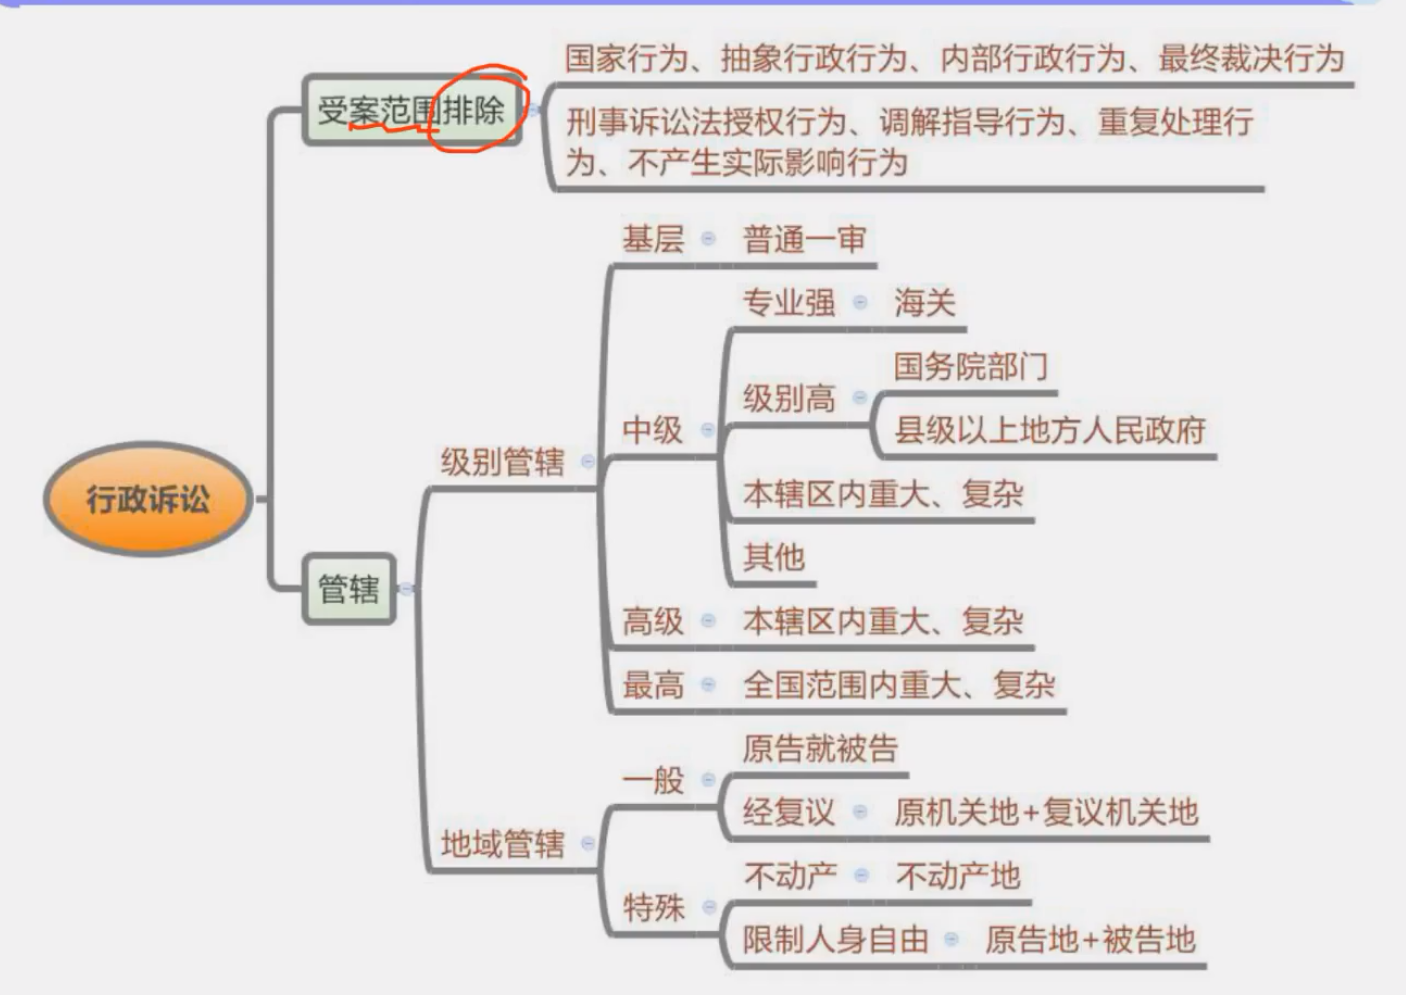 国家行为、抽象行政行为、内部行政行为、最终裁决行为
受案范围排除
刑事诉讼法授权行为、调解指导行为、重复处理行
为、不产生实际影响行为
基层
普通一审
专业强
海关
国务院部门
级别高
县级以上地方人民政府
中级
级别管辖
本辖区内重大、复杂
行政诉讼
其他
管辖
高级
本辖区内重大、复杂
最高
全国范围内重大、复杂
原告就被告
一般
经复议
原机关地+复议机关地
地域管辖
不动产
不动产地
特殊
限制人身自由
原告地+被告地